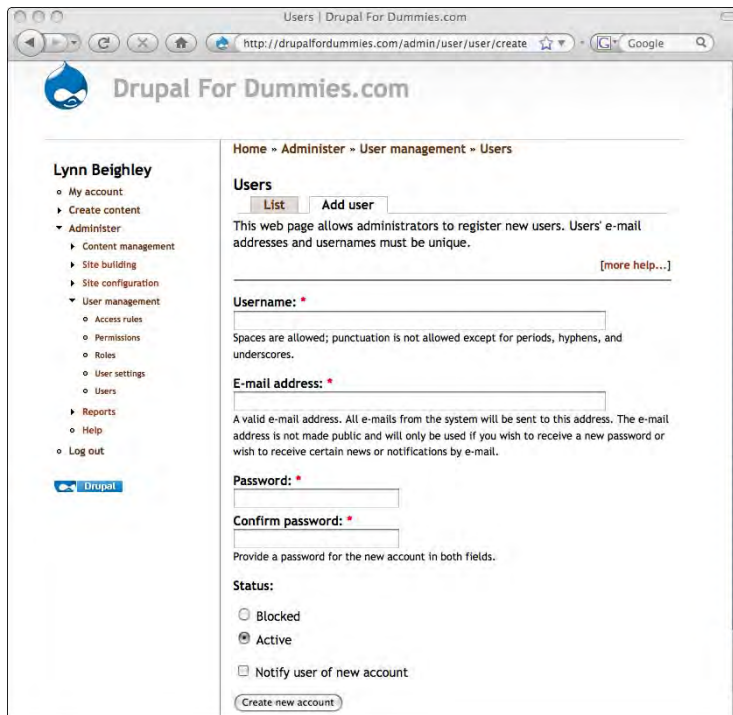 Users | Drupal For Dummies.com
http://drupalfordummies.com/admin/user/user/create
G
Google
Drupal For Dummies.com
Lynn Beighley
My account
Create content
Administer
Content management
Site building
Site configuration
User management
Access rules
Permissions
Roles
User settings
Users
Reports
Help
Log out
Drupal
Home » Administer » User management » Users
Users
List
Add user
This web page allows administrators to register new users. Users' e-mail
addresses and usernames must be unique.
[more help...]
Username: *
Spaces are allowed; punctuation is not allowed except for periods, hyphens, and
underscores.
E-mail address: *
A valid e-mail address. All e-mails from the system will be sent to this address. The e-mail
address is not made public and will only be used if you wish to receive a new password or
wish to receive certain news or notifications by e-mail.
Password: *
Confirm password: *
Provide a password for the new account in both fields.
Status:
Blocked
Active
Notify user of new account
Create new account